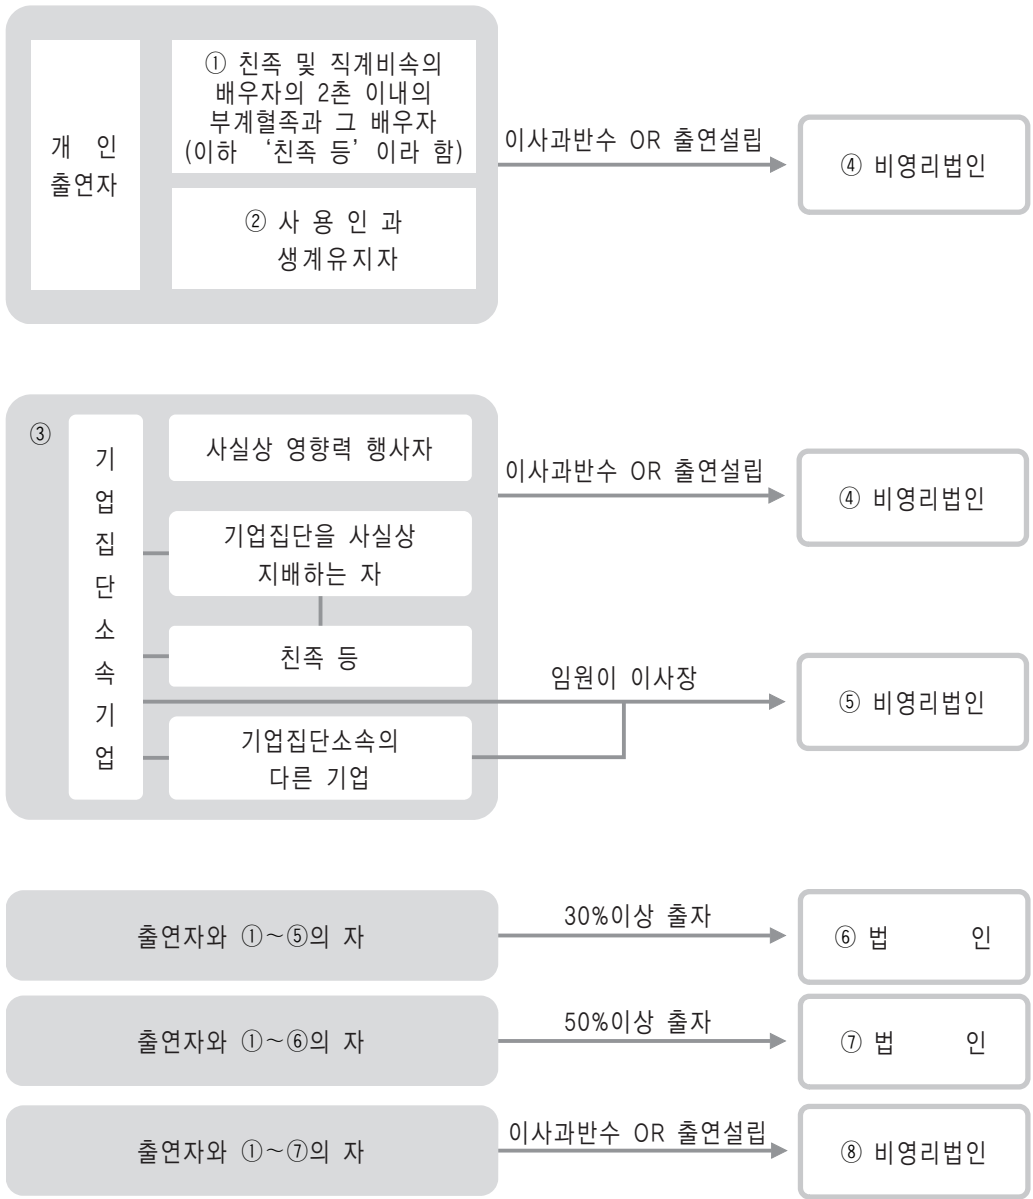 개 인
출연자
① 친족 및 직계비속의
배우자의 2촌 이내의
부계혈족과 그 배우자
(이하 ‘친족 등’이라 함)
② 사 용 인 과
생계유지자
이사과반수 OR 출연설립
④ 비영리법인
③
기
업
집
단
소
속
기
업
사실상 영향력 행사자
기업집단을 사실상
지배하는 자
친족 등
기업집단소속의
다른 기업
이사과반수 OR 출연설립
④ 비영리법인
임원이 이사장
⑤ 비영리법인
출연자와 ①~⑤의 자
30%이상 출자
⑥ 법 인
출연자와 ①~⑥의 자
50%이상 출자
⑦ 법 인
출연자와 ①~⑦의 자
이사과반수 OR 출연설립
⑧ 비영리법인